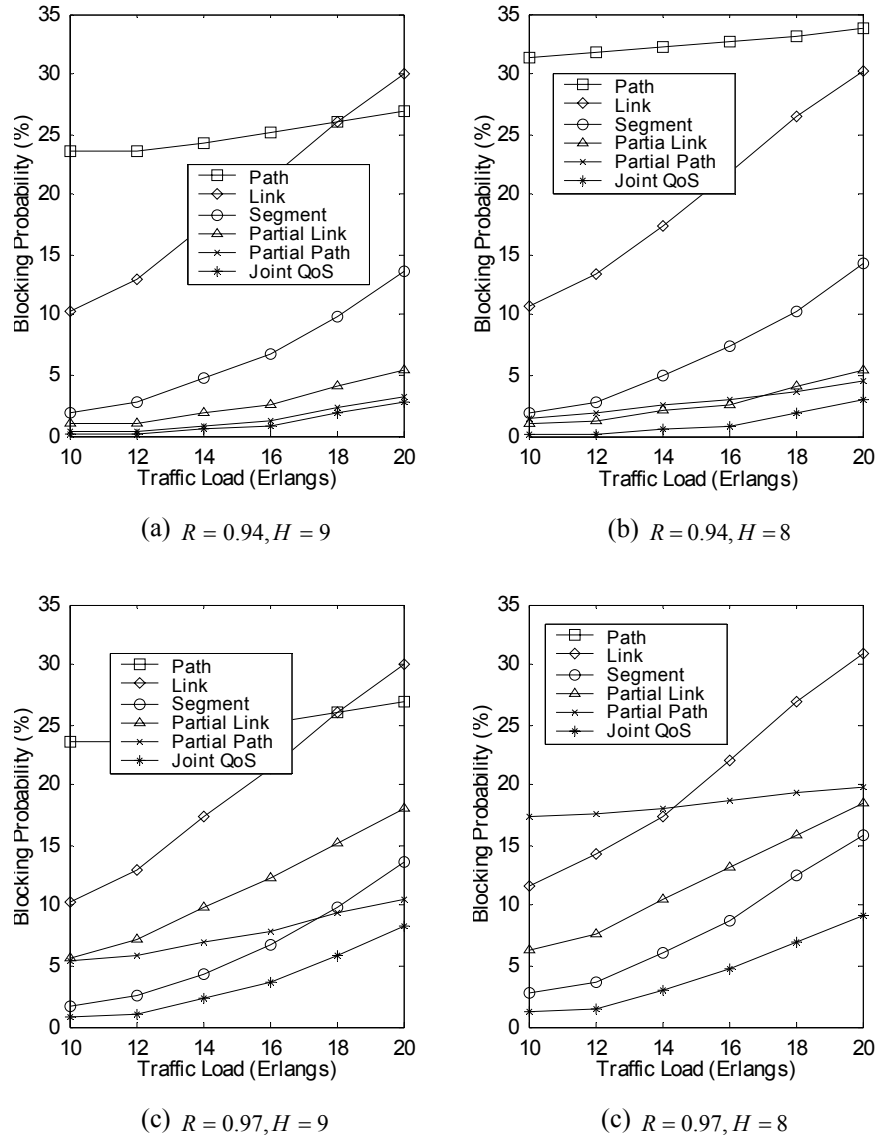 35
30
25
20
15
10
5
0
Blocking Probability (%)
Path
Link
Segment
Partial Link
Partial Path
Joint QoS
10 12 14 16 18 20
Traffic Load (Erlangs)
(a) R = 0.94, H = 9
35
30
25
20
15
10
5
0
Blocking Probability (%)
Path
Link
Segment
Partia Link
Partial Path
Joint QoS
10 12 14 16 18 20
Traffic Load (Erlangs)
(b) R = 0.94, H = 8
35
30
25
20
15
10
5
0
Blocking Probability (%)
Path
Link
Segment
Partial Link
Partial Path
Joint QoS
10 12 14 16 18 20
Traffic Load (Erlangs)
(c) R = 0.97, H = 9
35
30
25
20
15
10
5
0
Blocking Probability (%)
Path
Link
Segment
Partial Link
Partial Path
Joint QoS
10 12 14 16 18 20
Traffic Load (Erlangs)
(c) R = 0.97, H = 8